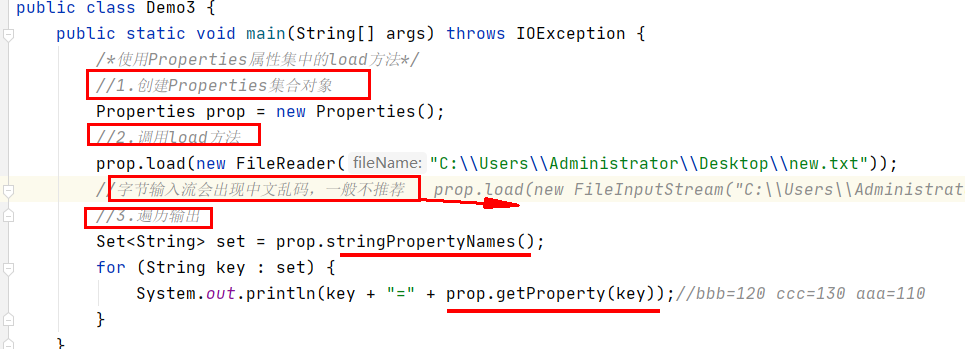 public class Demo3 {
public static void main(String[] args) throws IOException {
/*使用Properties属性集中的load方法*/
//1.创建Properties集合对象
Properties prop = new Properties();
//2.调用load方法
prop.load(new FileReader( fileName: "C:\\Users\\Administrator\\Desktop\\new.txt"));
//字节输入流会出现中文乱码，一般不推荐 prop.load(new FileInputStream("C:\\Users\\Administrat
//3.遍历输出
Set<String> set = prop.stringPropertyNames();
for (String key : set) {
System.out.println(key + "=" + prop.getProperty(key));//bbb=120 ccc=130 aaa=110
}
}